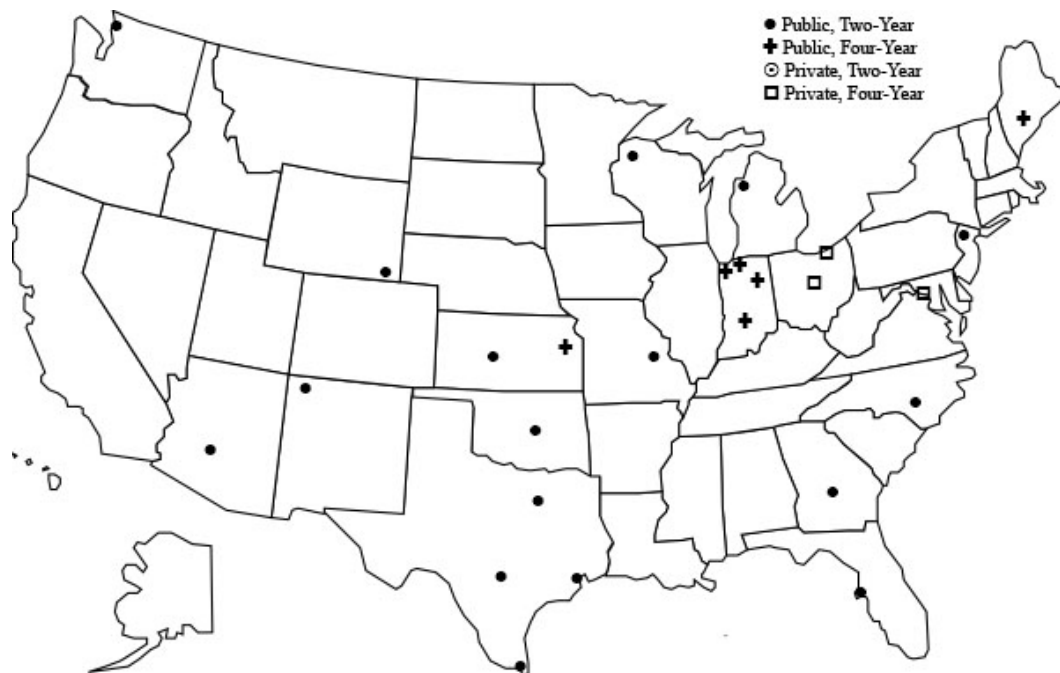 Public, Two-Year
Public, Four-Year
Private, Two-Year
Private, Four-Year